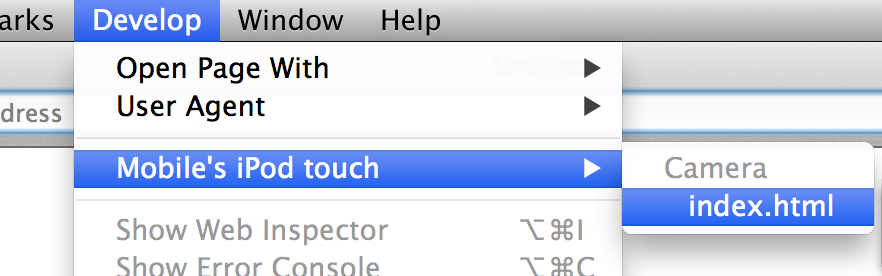 arks Develop Window Help
Open Page With ▶
User Agent ▶
dress
Mobile's iPod touch ▶
Camera
index.html
Show Web Inspector ⌥⌘I
Show Error Console ⌥⌘C